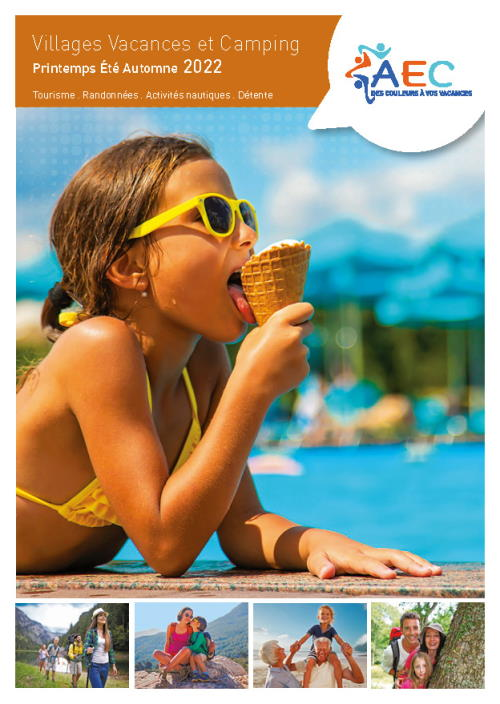 Villages Vacances et Camping
Printemps Été Automne 2022
Tourisme . Randonnées . Activités nautiques . Détente
AEC
DES COULEURS À VOS VACANCES